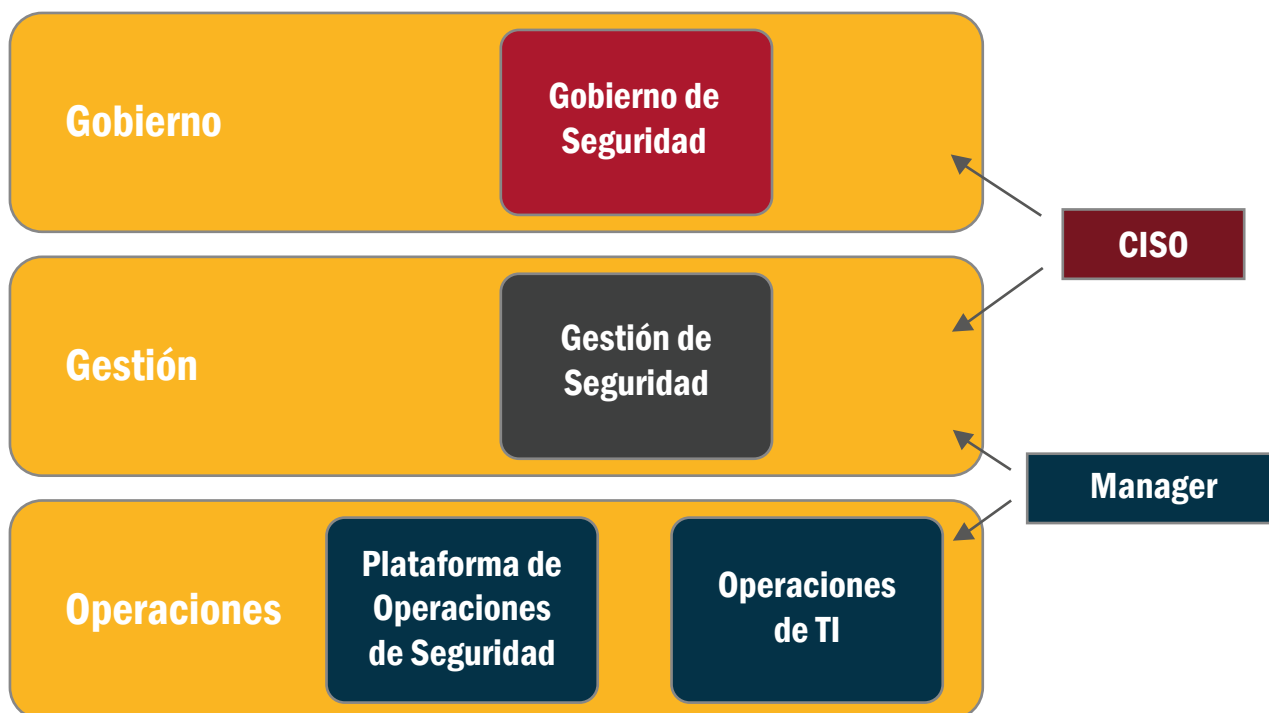 Gobierno
Gobierno de
Seguridad
CISO
Gestión
Gestión de
Seguridad
Manager
Operaciones
Plataforma de
Operaciones
de Seguridad
Operaciones
de TI